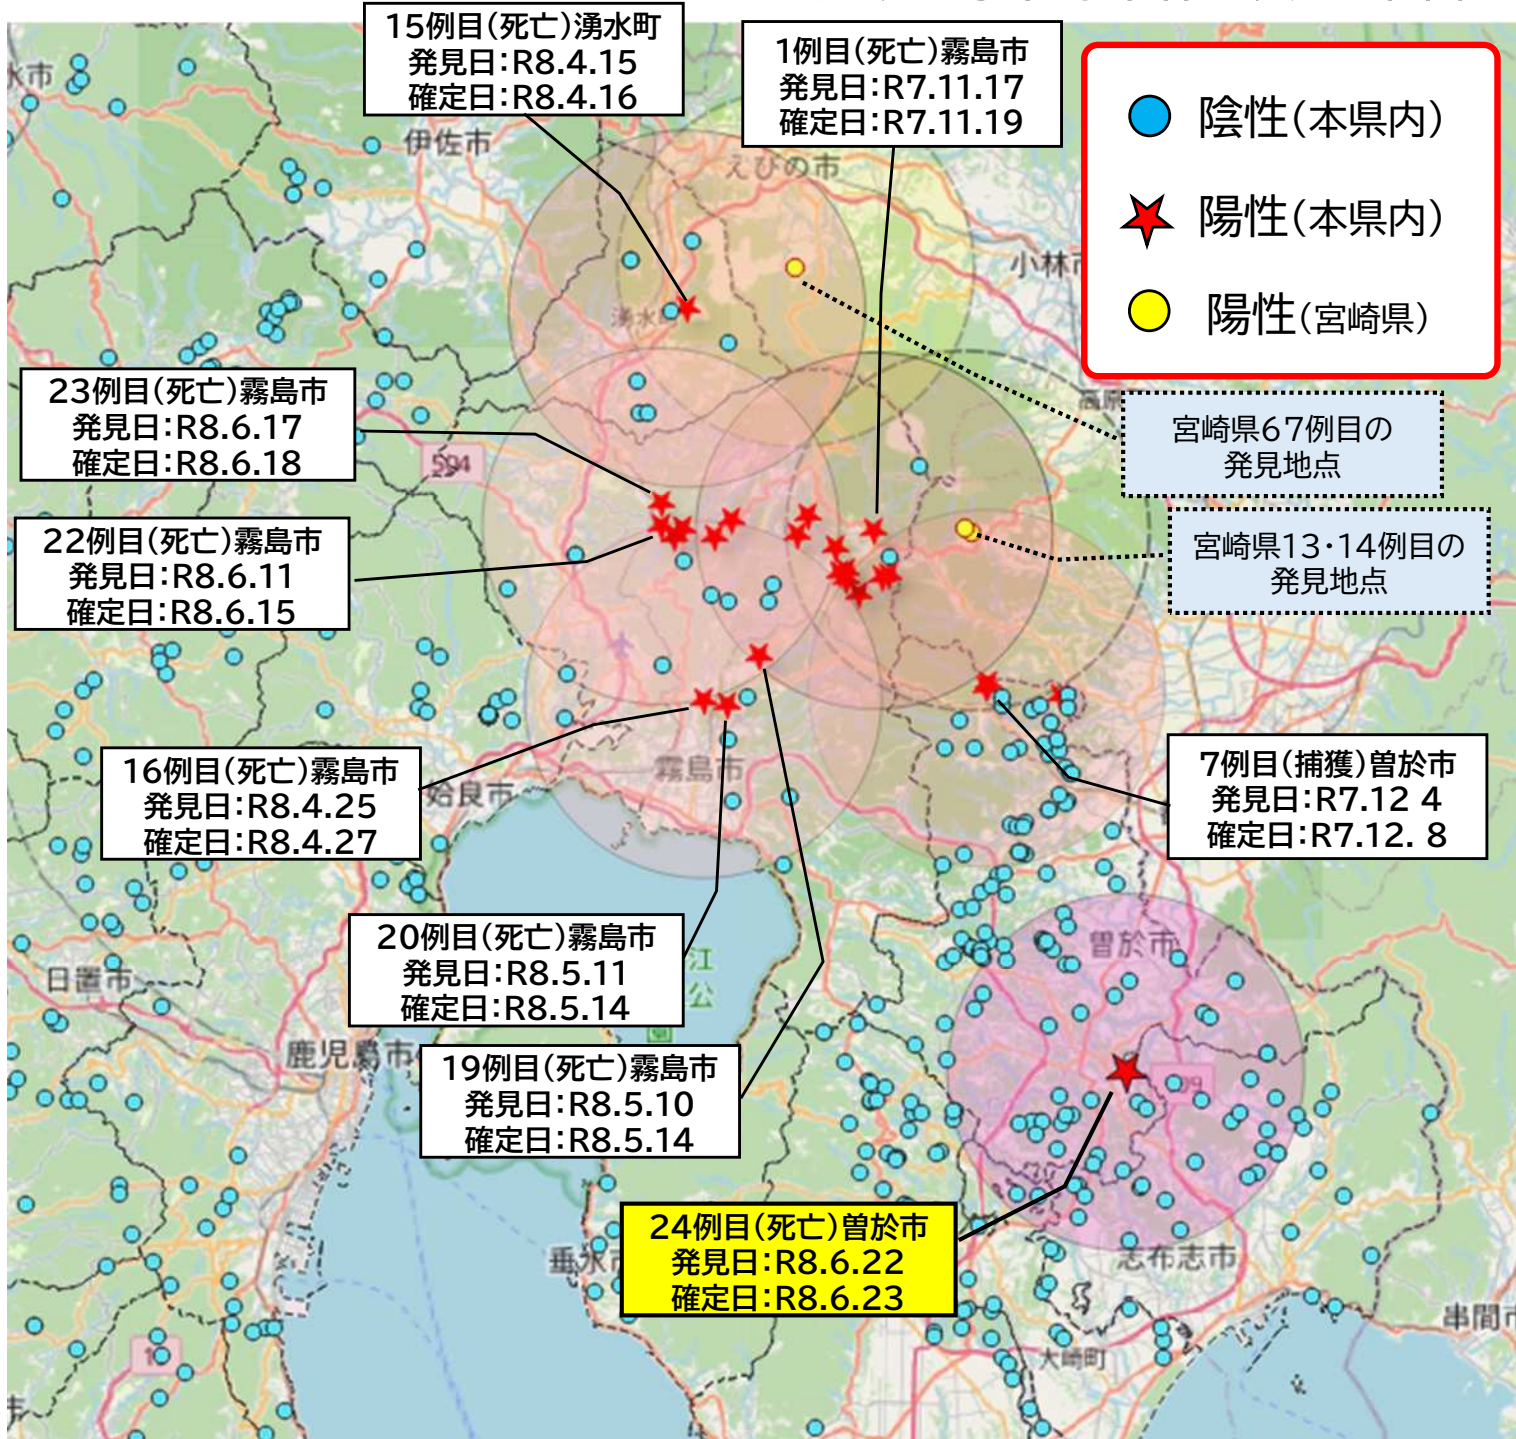 15例目(死亡)湧水町
発見日:R8.4.15
確定日:R8.4.16
1例目(死亡)霧島市
発見日:R7.11.17
確定日:R7.11.19
陰性(本県内)
陽性(本県内)
陽性(宮崎県)
水市
伊佐市
えびの市
小林市
湧水町
高原
23例目(死亡)霧島市
発見日:R8.6.17
確定日:R8.6.18
504
宮崎県67例目の
発見地点
22例目(死亡)霧島市
発見日:R8.6.11
確定日:R8.6.15
宮崎県13・14例目の
発見地点
16例目(死亡)霧島市
発見日:R8.4.25
確定日:R8.4.27
霧島市
姶良市
7例目(捕獲)曽於市
発見日:R7.12 4
確定日:R7.12. 8
20例目(死亡)霧島市
発見日:R8.5.11
確定日:R8.5.14
江
公
曽於市
日置市
鹿児島市
19例目(死亡)霧島市
発見日:R8.5.10
確定日:R8.5.14
24例目(死亡)曽於市
発見日:R8.6.22
確定日:R8.6.23
垂水市
志布志市
串間市
大崎町